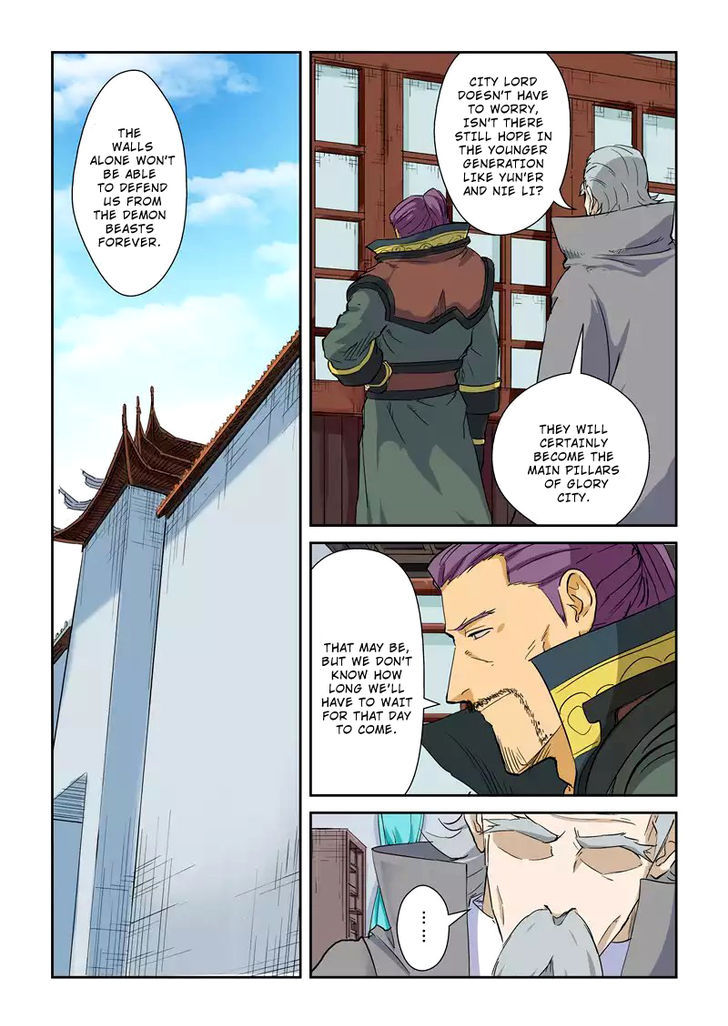 THE
WALLS
ALONE WON'T
BE ABLE
TO DEFEND
US FROM
THE DEMON
BEASTS
FOREVER.
CITY LORD
DOESN'T HAVE
TO WORRY,
ISN'T THERE
STILL HOPE IN
THE YOUNGER
GENERATION
LIKE YUN'ER
AND NIE LI?
THEY WILL
CERTAINLY
BECOME THE
MAIN PILLARS
OF GLORY
CITY.
THAT MAY BE,
BUT WE DON'T
KNOW HOW
LONG WE'LL
HAVE TO WAIT
FOR THAT DAY
TO COME.
....